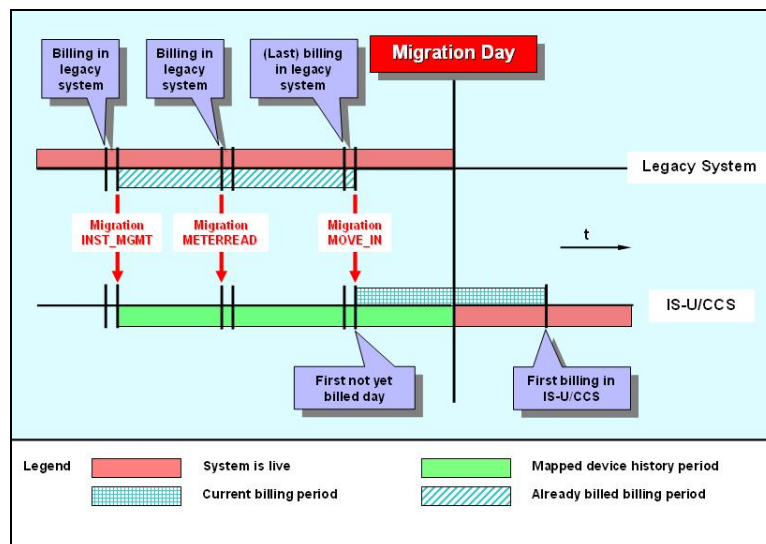 Billing in
legacy
system
Billing in
legacy
system
(Last) billing
in legacy
system
Migration Day
Legacy System
Migration
INST_MGMT
Migration
METERREAD
Migration
MOVE_IN
t
IS-U/CCS
First not yet
billed day
First billing in
IS-U/CCS
Legend
System is live
Mapped device history period
Current billing period
Already billed billing period